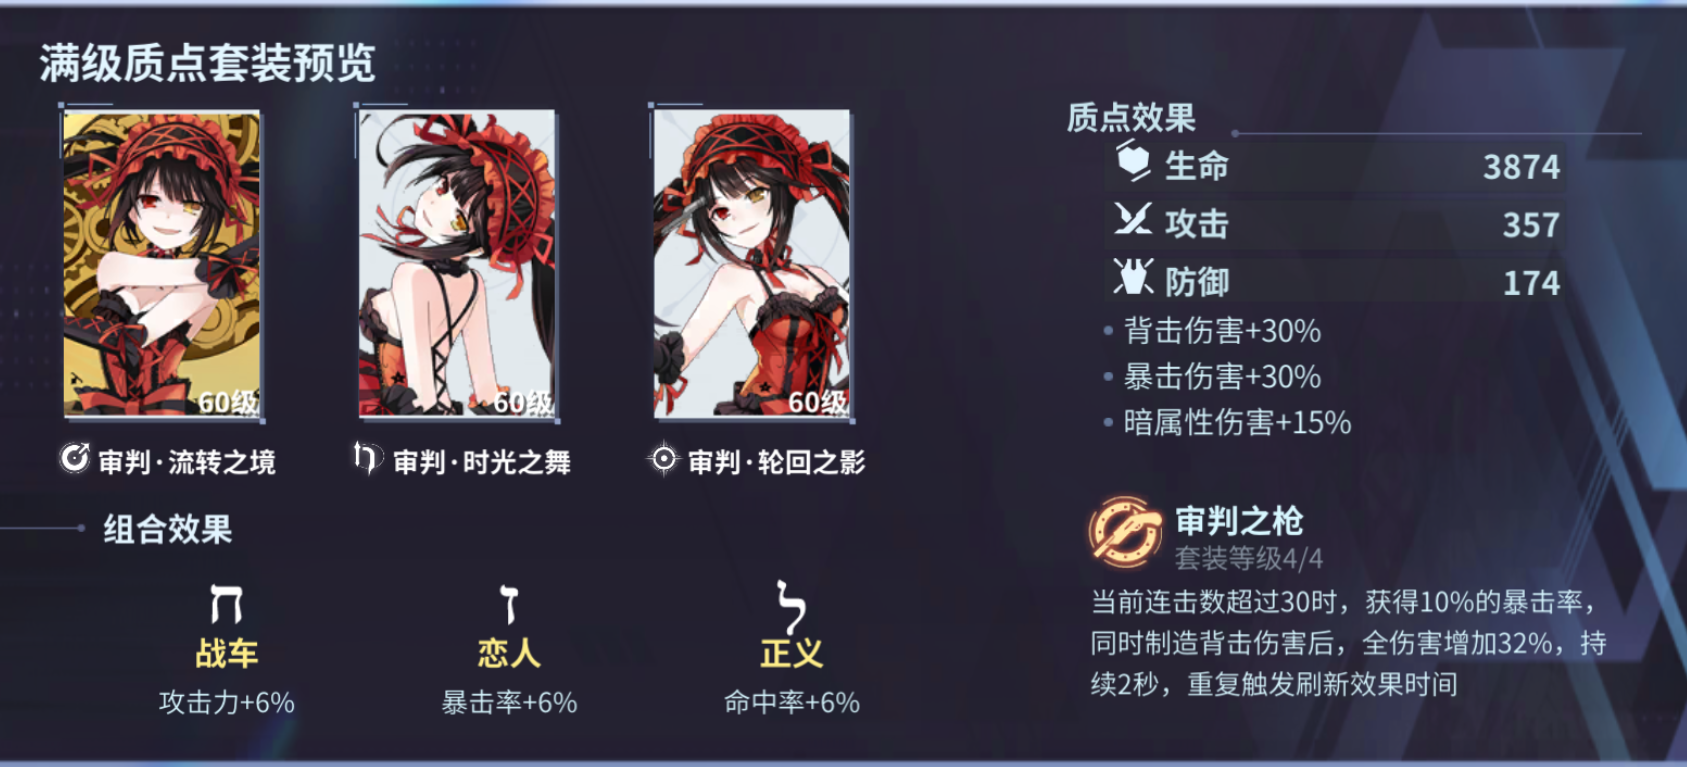 满级质点套装预览
60级
60级
60级
审判·流转之境
审判·时光之舞
审判·轮回之影
组合效果
ח
ז
ל
战车
恋人
正义
攻击力+6%
暴击率+6%
命中率+6%
质点效果
生命 3874
攻击 357
防御 174
背击伤害+30%
暴击伤害+30%
暗属性伤害+15%
审判之枪
套装等级4/4
当前连击数超过30时，获得10%的暴击率，
同时制造背击伤害后，全伤害增加32%，持
续2秒，重复触发刷新效果时间